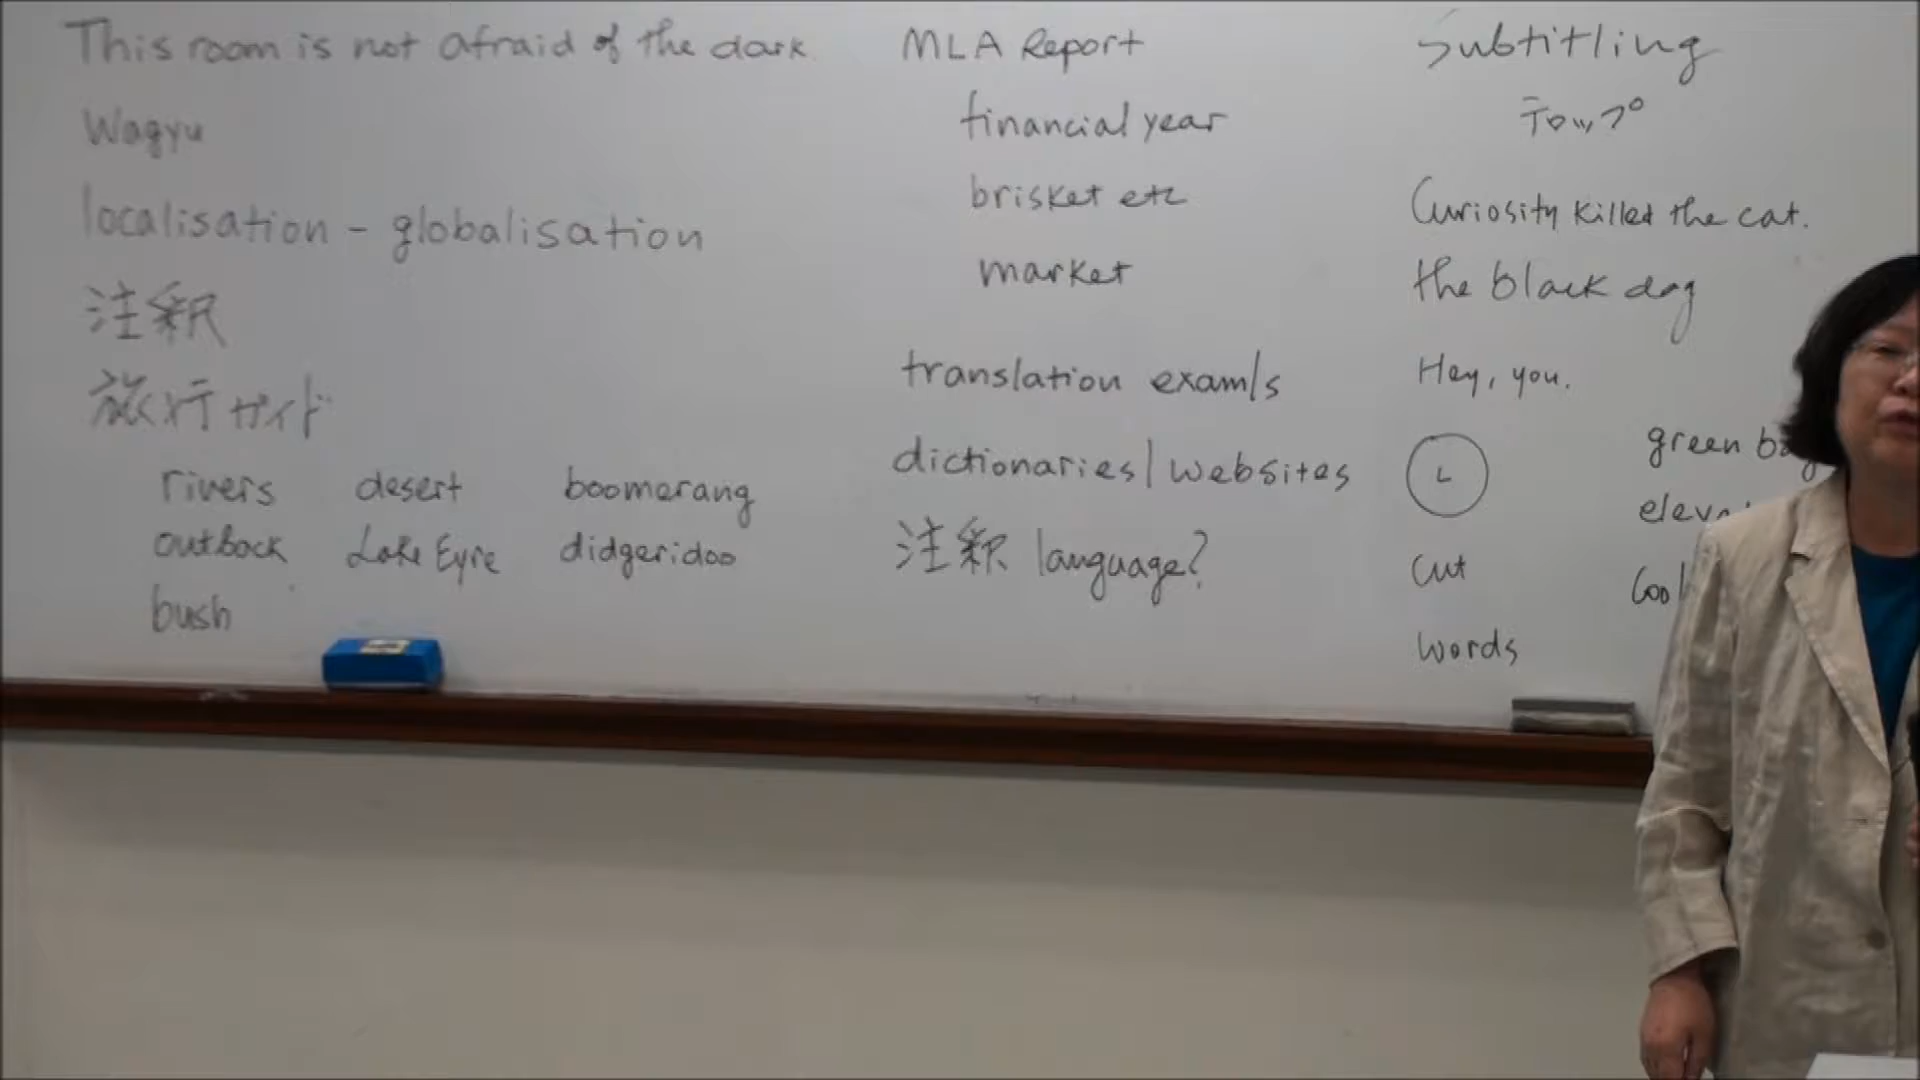 This room is not afraid of the dark
Wagyu
localisation - globalisation
注釈
旅行ガイド
rivers desert boomerang
outback Lake Eyre didgeridoo
bush
MLA Report
financial year
brisket etc
market
translation exam/s
dictionaries/websites
注釈 language?
Subtitling
テロップ
Curiosity killed the cat.
the black dog
Hey, you.
L
cut
words
green